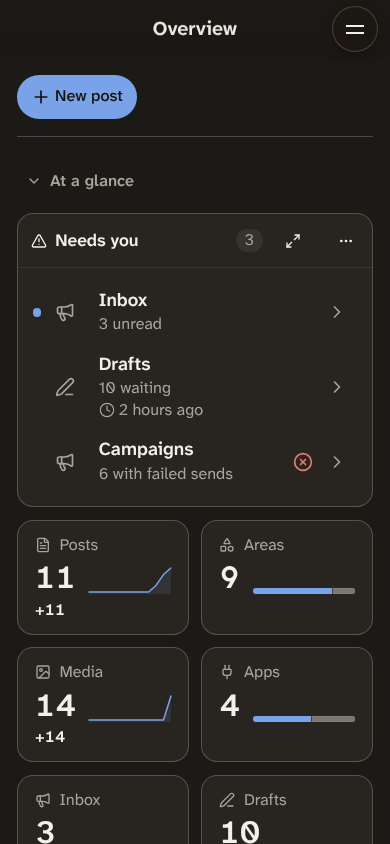 Overview
New post
At a glance
Needs you
3
Inbox
3 unread
Drafts
10 waiting
2 hours ago
Campaigns
6 with failed sends
Posts
11
+11
Areas
9
Media
14
+14
Apps
4
Inbox
3
Drafts
10